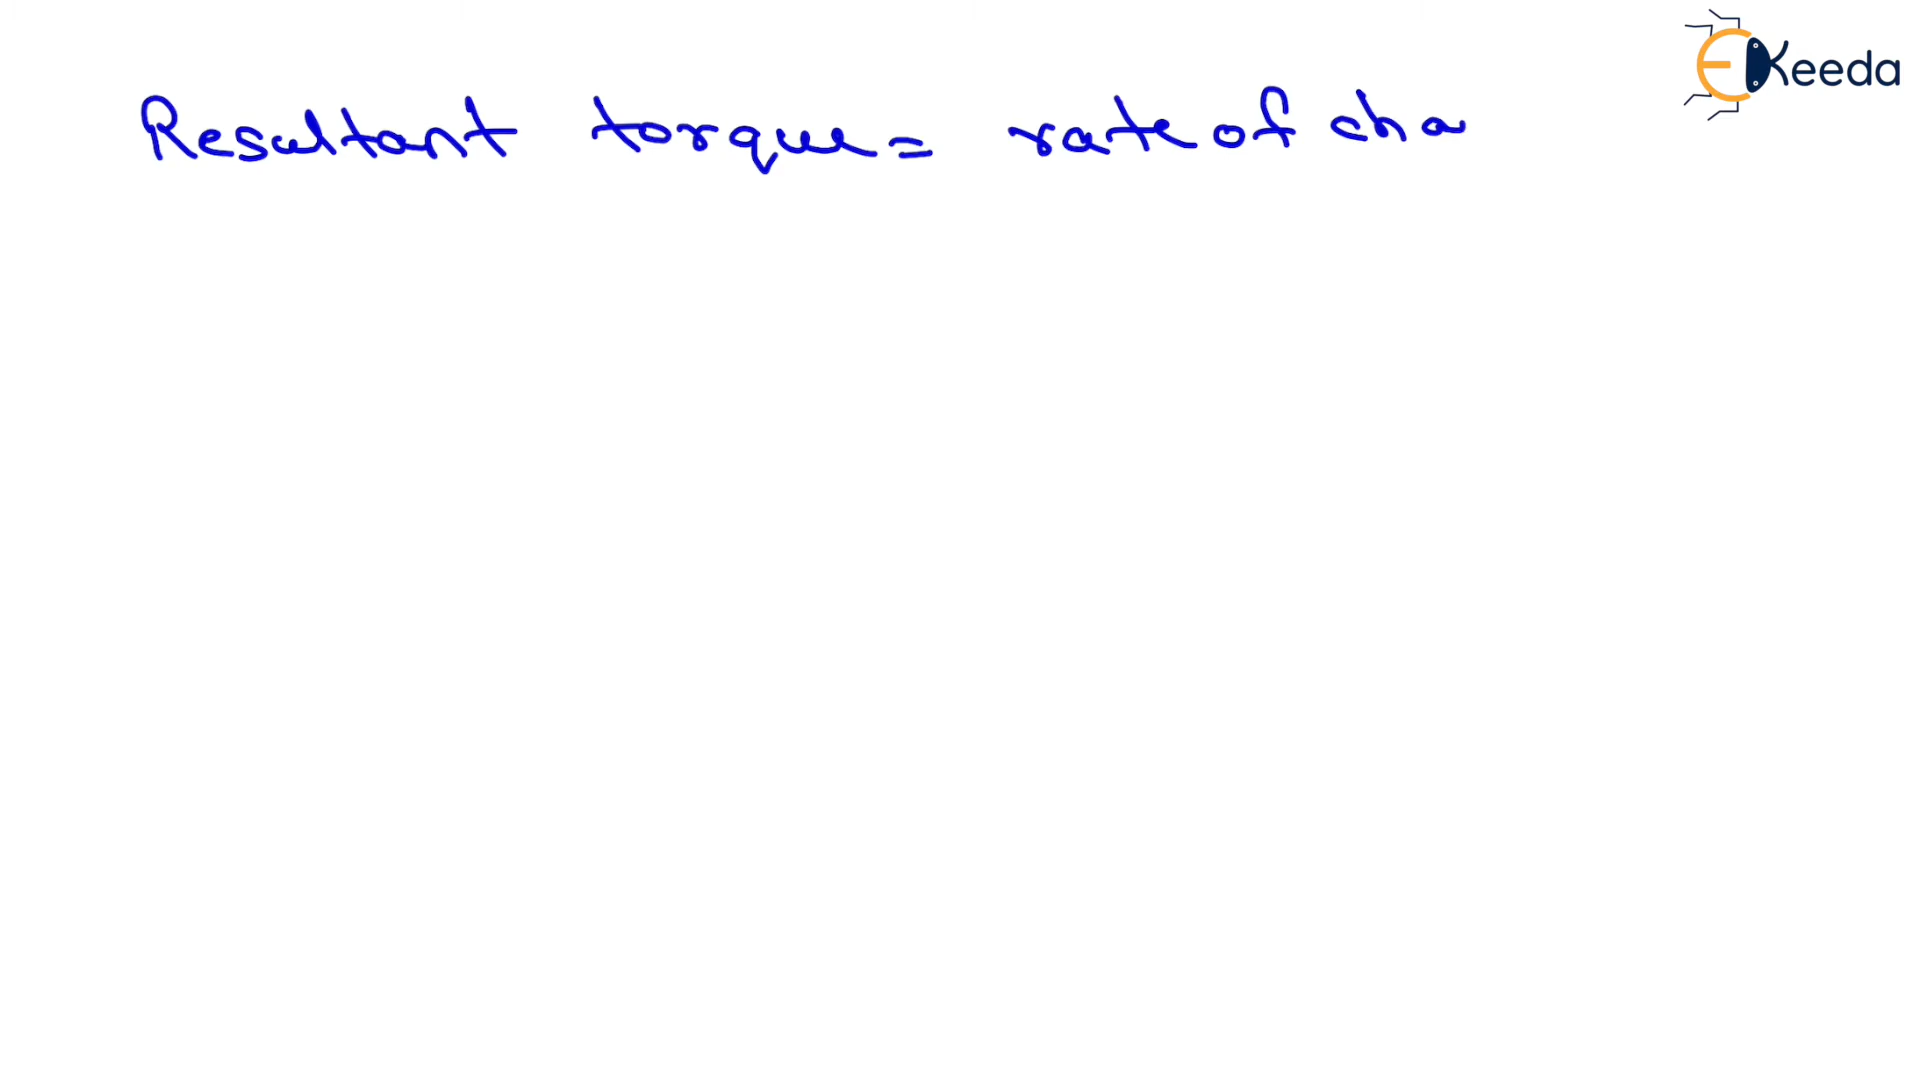 EKeeda
Resultant torque = rate of cha